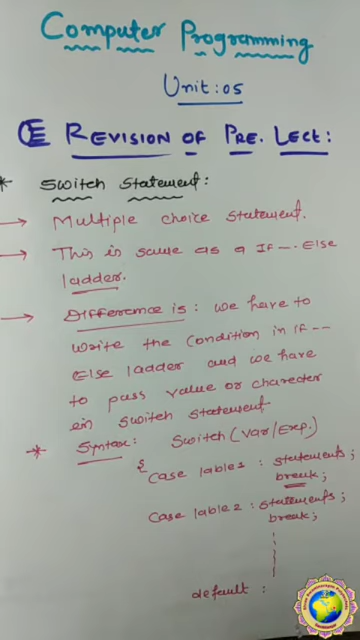 Computer Programming
Unit: 05
Œ REVISION OF PRE. LECT:
* Switch Statement:
→ Multiple choice statement.
→ This is same as a IF -- Else
ladder.
→ Difference is: we have to
write the condition in if --
Else ladder and we have
to pass value or charecter
in switch statement
* Syntax: Switch (Var/Exp.)
{
Case lable1 : statements;
break;
Case lable2 : statements;
break;
default :